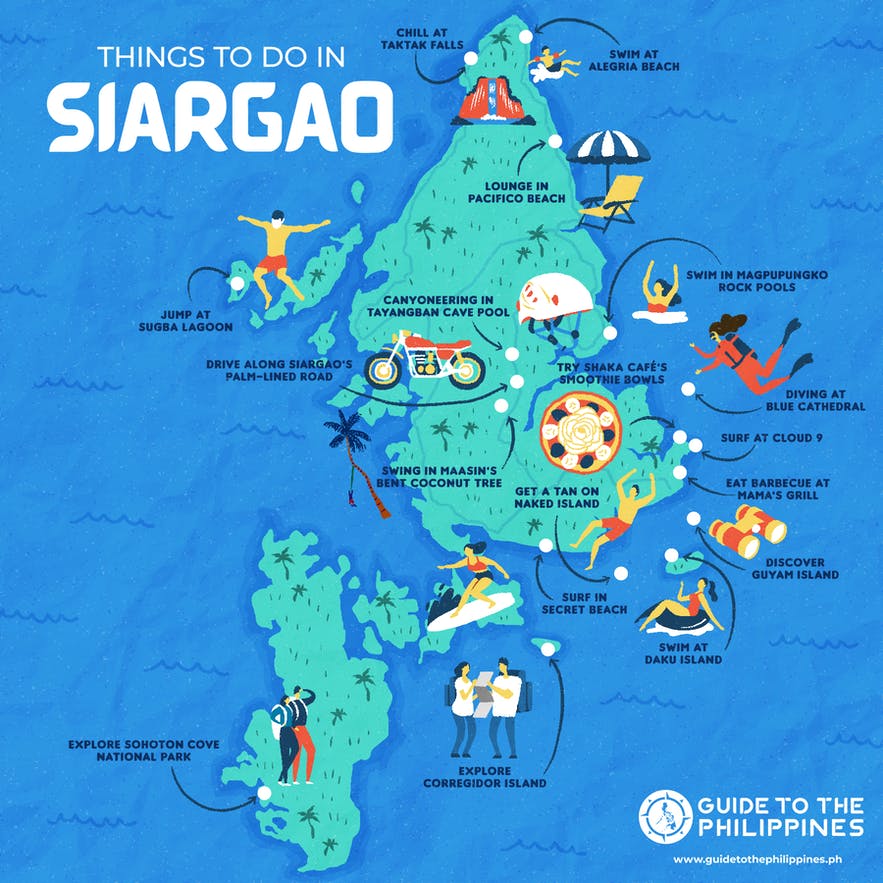 THINGS TO DO IN
SIARGAO
CHILL AT
TAKTAK FALLS
SWIM AT
ALEGRIA BEACH
LOUNGE IN
PACIFICO BEACH
SWIM IN MAGPUPUNGKO
ROCK POOLS
JUMP AT
SUGBA LAGOON
CANYONEERING IN
TAYANGBAN CAVE POOL
DRIVE ALONG SIARGAO'S
PALM-LINED ROAD
TRY SHAKA CAFÉ'S
SMOOTHIE BOWLS
DIVING AT
BLUE CATHEDRAL
SURF AT CLOUD 9
SWING IN MAASIN'S
BENT COCONUT TREE
GET A TAN ON
NAKED ISLAND
EAT BARBECUE AT
MAMA'S GRILL
DISCOVER
GUYAM ISLAND
SURF IN
SECRET BEACH
SWIM AT
DAKU ISLAND
EXPLORE SOHOTON COVE
NATIONAL PARK
EXPLORE
CORREGIDOR ISLAND
GUIDE TO THE
PHILIPPINES
www.guidetothephilippines.ph